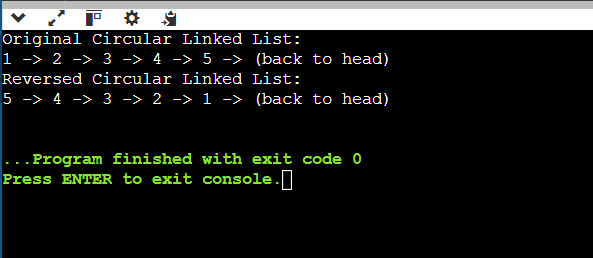 Original Circular Linked List:
1 -> 2 -> 3 -> 4 -> 5 -> (back to head)
Reversed Circular Linked List:
5 -> 4 -> 3 -> 2 -> 1 -> (back to head)
...Program finished with exit code 0
Press ENTER to exit console.